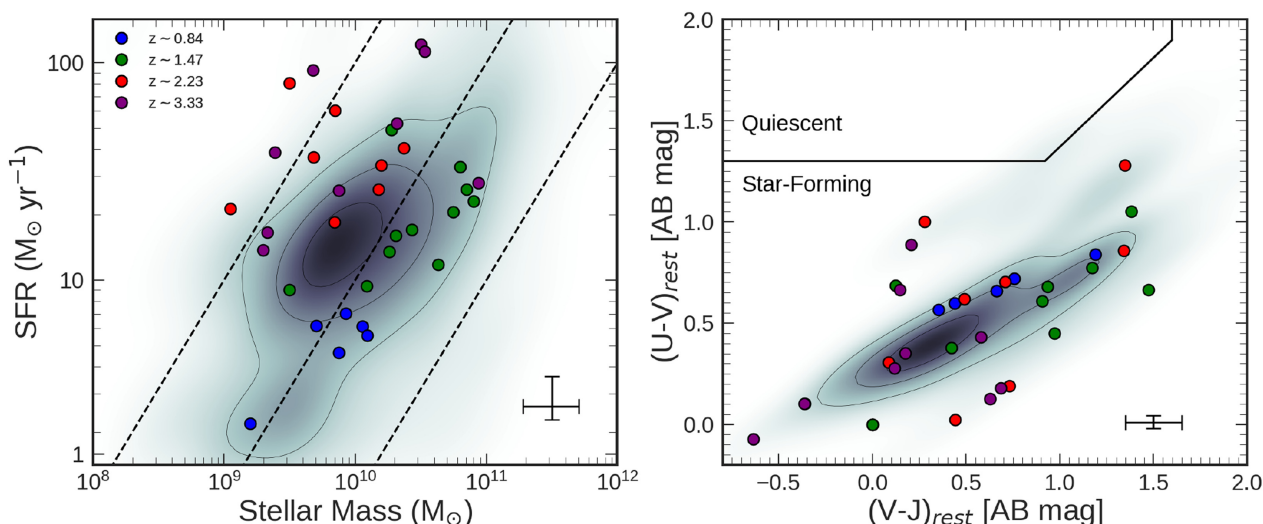 100
10
1
SFR (M⊙ yr⁻¹)
z ~ 0.84
z ~ 1.47
z ~ 2.23
z ~ 3.33
10⁸ 10⁹ 10¹⁰ 10¹¹ 10¹²
Stellar Mass (M⊙)
2.0
1.5
1.0
0.5
0.0
(U-V)rest [AB mag]
Quiescent
Star-Forming
−0.5 0.0 0.5 1.0 1.5 2.0
(V-J)rest [AB mag]